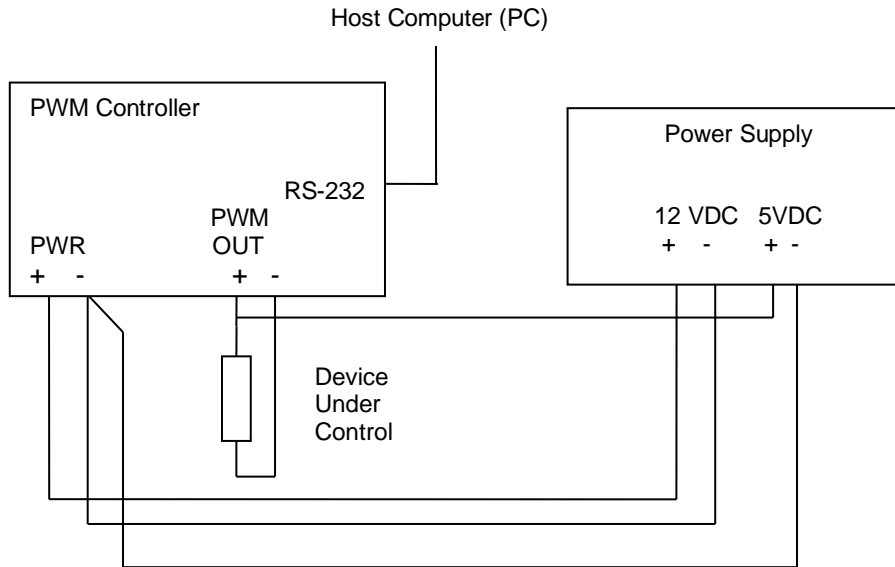 Host Computer (PC)
PWM Controller
RS-232
PWM
OUT
+ -
PWR
+ -
Power Supply
12 VDC 5VDC
+ - + -
Device
Under
Control